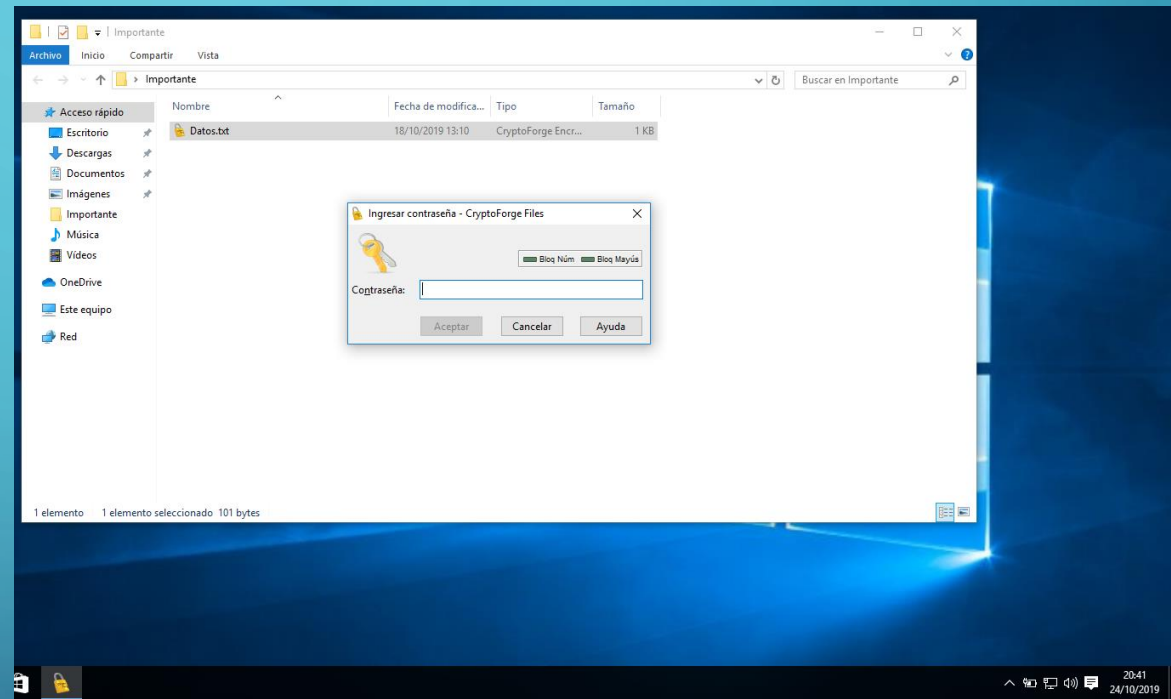 Importante
Archivo Inicio Compartir Vista
Importante
Buscar en Importante
Nombre Fecha de modifica... Tipo Tamaño
Datos.txt 18/10/2019 13:10 CryptoForge Encr... 1 KB
Acceso rápido
Escritorio
Descargas
Documentos
Imágenes
Importante
Música
Vídeos
OneDrive
Este equipo
Red
Ingresar contraseña - CryptoForge Files
Bloq Núm Bloq Mayús
Contraseña:
Aceptar Cancelar Ayuda
1 elemento 1 elemento seleccionado 101 bytes
20:41
24/10/2019